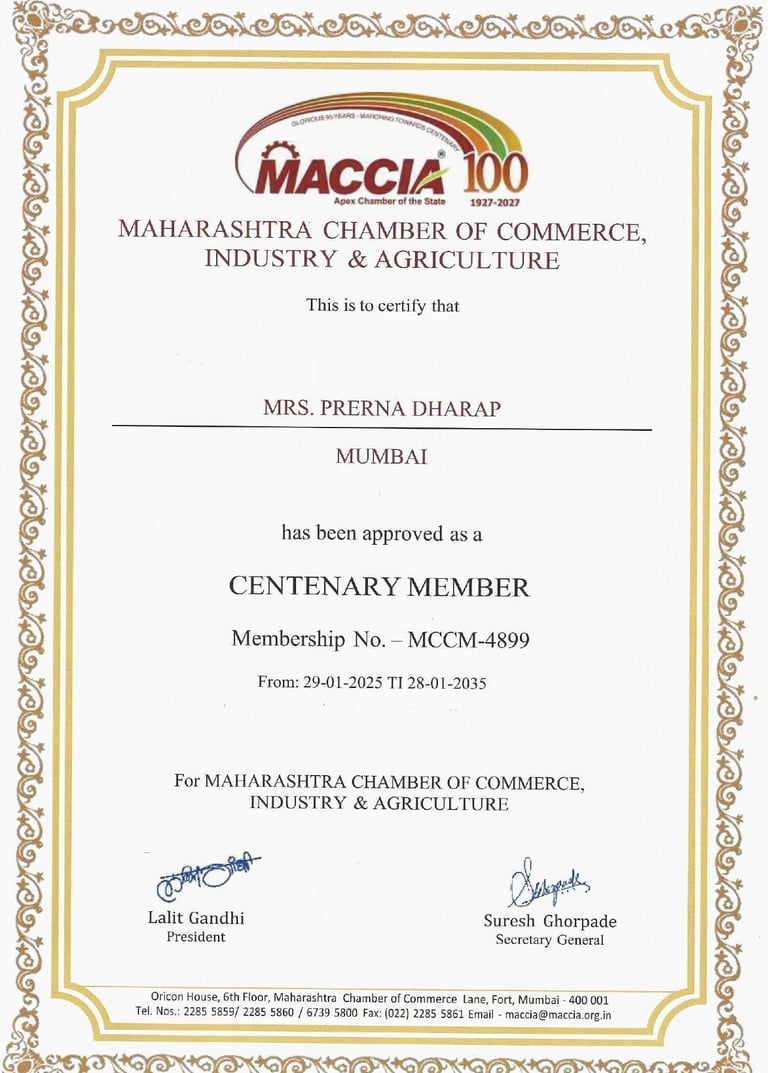 GLORIOUS 95 YEARS - MARCHING TOWARDS CENTENARY
MACCIA® 100
Apex Chamber of the State 1927-2027
MAHARASHTRA CHAMBER OF COMMERCE,
INDUSTRY & AGRICULTURE
This is to certify that
MRS. PRERNA DHARAP
MUMBAI
has been approved as a
CENTENARY MEMBER
Membership No. – MCCM-4899
From: 29-01-2025 TI 28-01-2035
For MAHARASHTRA CHAMBER OF COMMERCE,
INDUSTRY & AGRICULTURE
Lalit Gandhi
President
Suresh Ghorpade
Secretary General
Oricon House, 6th Floor, Maharashtra Chamber of Commerce Lane, Fort, Mumbai - 400 001
Tel. Nos.: 2285 5859/ 2285 5860 / 6739 5800 Fax: (022) 2285 5861 Email - maccia@maccia.org.in